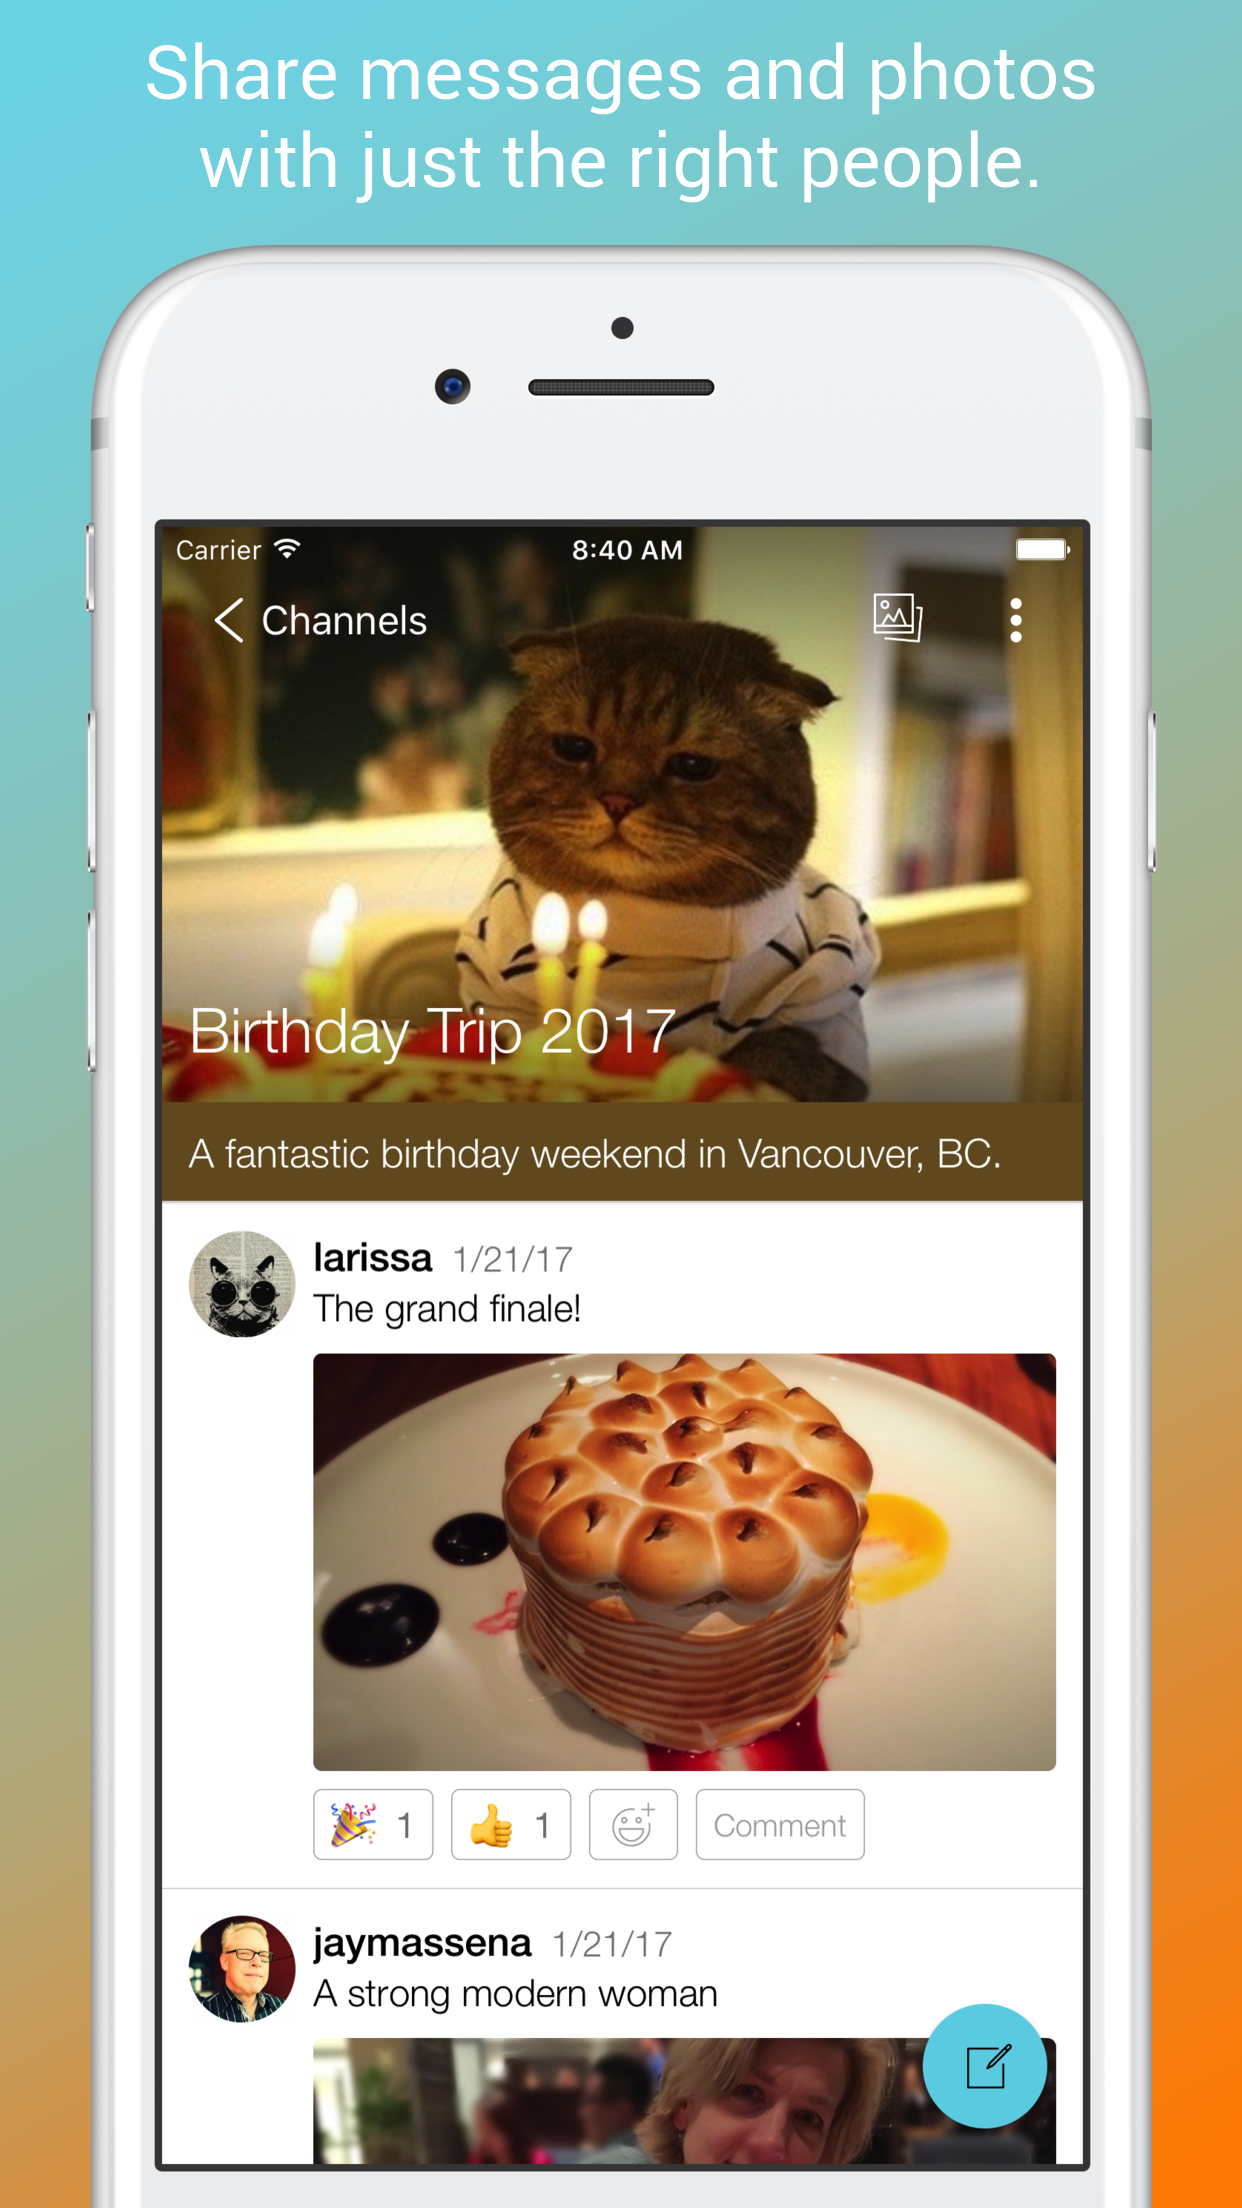 Share messages and photos
with just the right people.
Carrier 8:40 AM
Channels
Birthday Trip 2017
A fantastic birthday weekend in Vancouver, BC.
larissa 1/21/17
The grand finale!
1 1 Comment
jaymassena 1/21/17
A strong modern woman